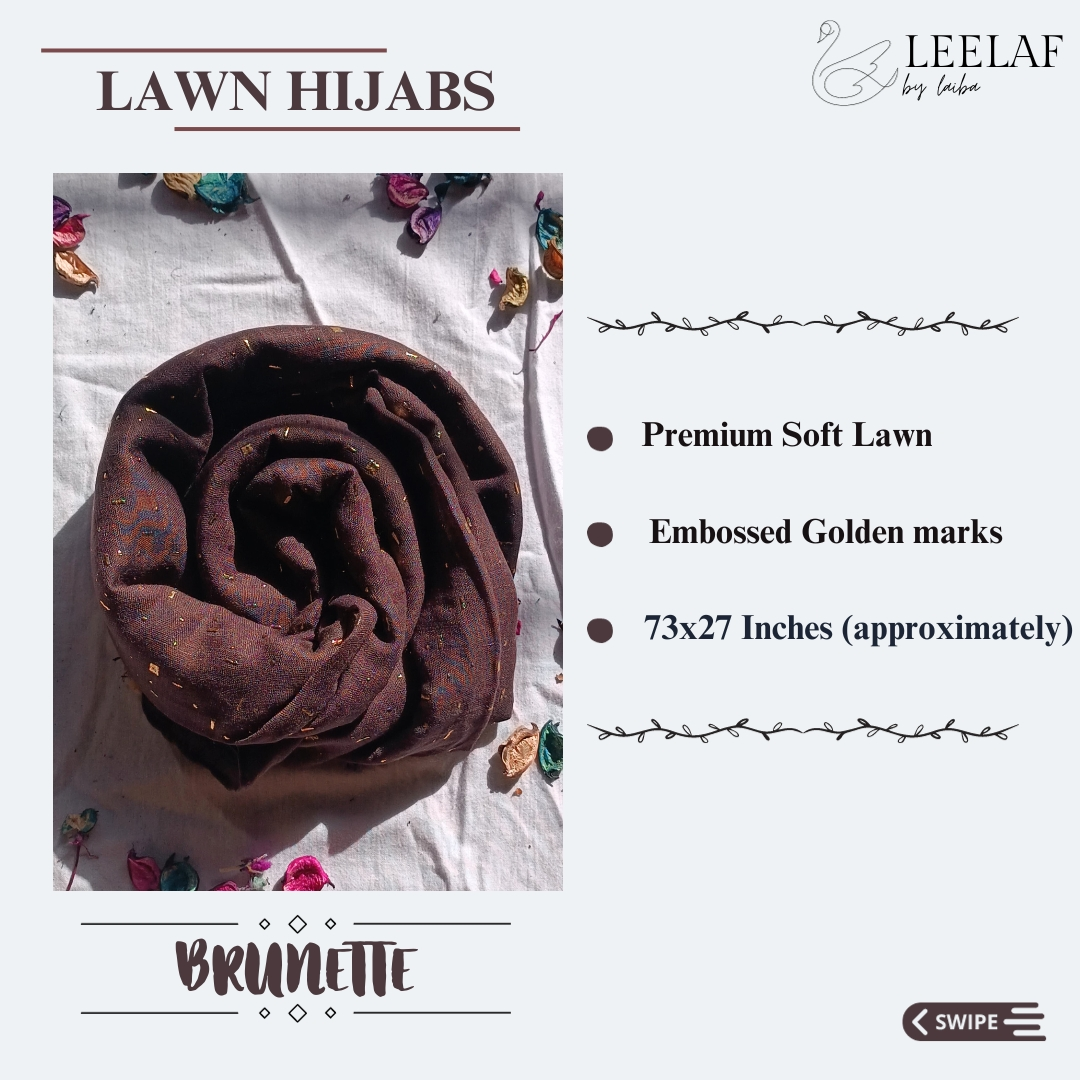 LAWN HIJABS
LEELAF
by laiba
Premium Soft Lawn
Embossed Golden marks
73x27 Inches (approximately)
BRUNETTE
SWIPE